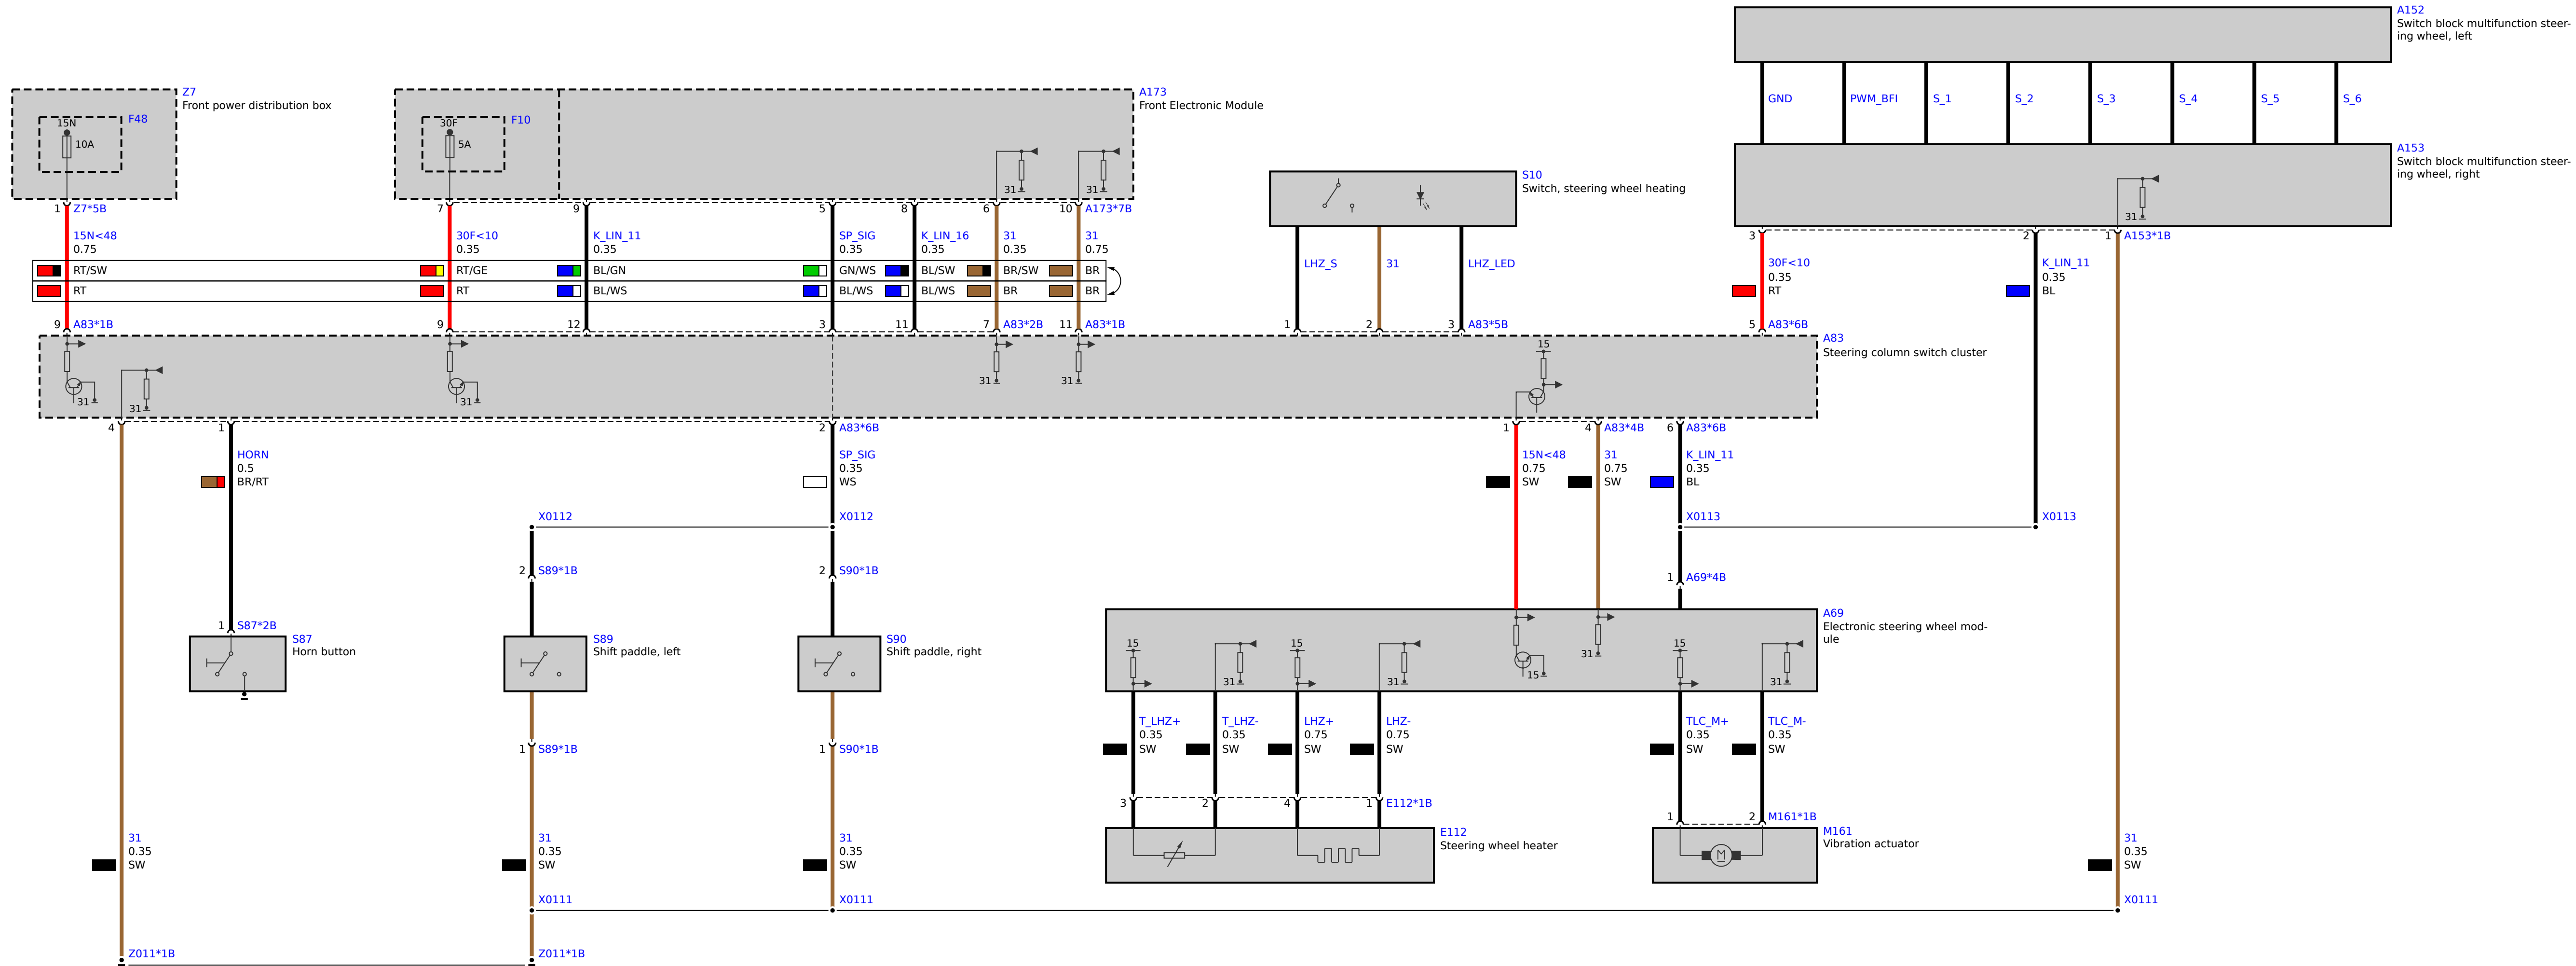 A152
Switch block multifunction steer-
ing wheel, left
GND
PWM_BFI
S_1
S_2
S_3
S_4
S_5
S_6
A153
Switch block multifunction steer-
ing wheel, right
31
Z7
Front power distribution box
F48
15N
10A
A173
Front Electronic Module
F10
30F
5A
31
31
S10
Switch, steering wheel heating
1 Z7*5B
7
9
5
8
6
10 A173*7B
3
2
1 A153*1B
15N<48
0.75
30F<10
0.35
K_LIN_11
0.35
SP_SIG
0.35
K_LIN_16
0.35
31
0.35
31
0.75
RT/SW
RT/GE
BL/GN
GN/WS
BL/SW
BR/SW
BR
RT
RT
BL/WS
BL/WS
BL/WS
BR
BR
LHZ_S
31
LHZ_LED
30F<10
0.35
RT
K_LIN_11
0.35
BL
9 A83*1B
9
12
3
11
7 A83*2B
11 A83*1B
1
2
3 A83*5B
5 A83*6B
A83
Steering column switch cluster
31
31
31
31
31
15
4
1
2 A83*6B
1
4 A83*4B
6 A83*6B
HORN
0.5
BR/RT
SP_SIG
0.35
WS
15N<48
0.75
SW
31
0.75
SW
K_LIN_11
0.35
BL
X0112
X0112
X0113
X0113
2 S89*1B
2 S90*1B
1 A69*4B
1 S87*2B
S87
Horn button
S89
Shift paddle, left
S90
Shift paddle, right
A69
Electronic steering wheel mod-
ule
15
31
15
31
15
31
15
31
T_LHZ+
0.35
SW
T_LHZ-
0.35
SW
LHZ+
0.75
SW
LHZ-
0.75
SW
TLC_M+
0.35
SW
TLC_M-
0.35
SW
1 S89*1B
1 S90*1B
3
2
4
1 E112*1B
1
2 M161*1B
E112
Steering wheel heater
M161
Vibration actuator
M
31
0.35
SW
31
0.35
SW
31
0.35
SW
31
0.35
SW
X0111
X0111
X0111
Z011*1B
Z011*1B